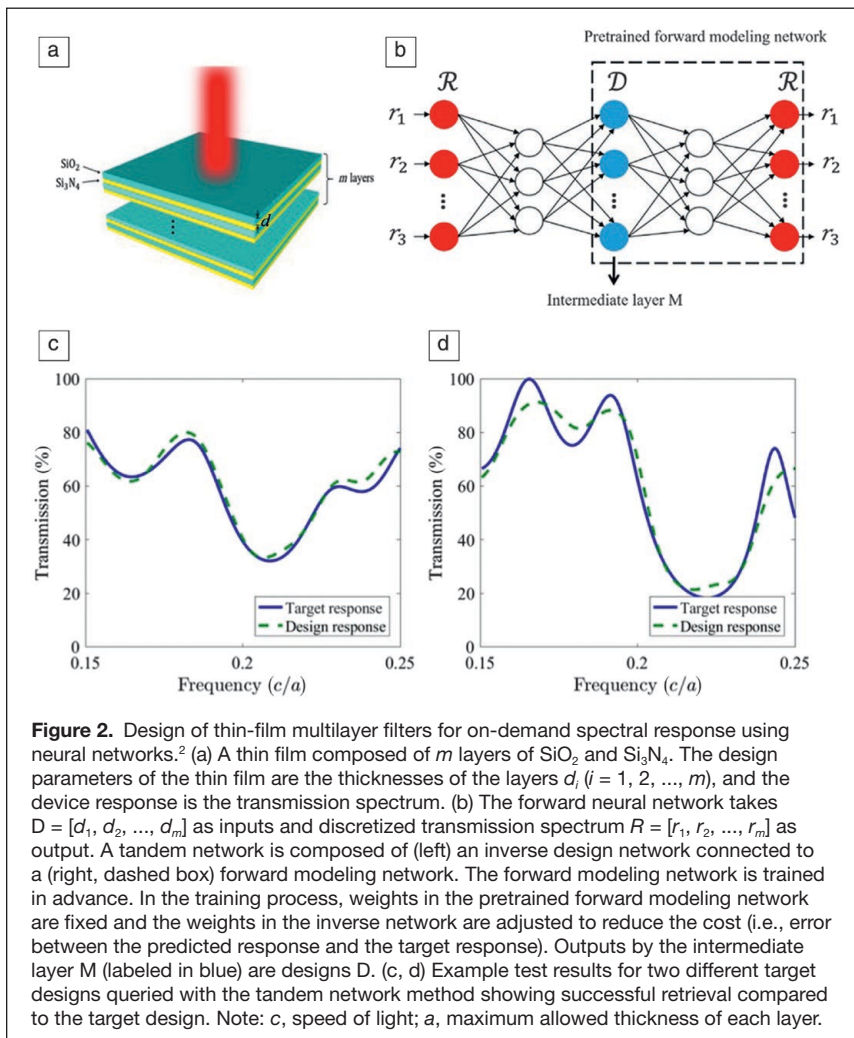 a
SiO₂
Si₃N₄
m layers
d
b
Pretrained forward modeling network
ℛ
𝒟
ℛ
r₁
r₂
r₃
r₁
r₂
r₃
Intermediate layer M
c
100
80
60
40
20
0
Transmission (%)
Target response
Design response
0.15
0.2
0.25
Frequency (c/a)
d
100
80
60
40
20
0
Transmission (%)
Target response
Design response
0.15
0.2
0.25
Frequency (c/a)
Figure 2. Design of thin-film multilayer filters for on-demand spectral response using
neural networks.² (a) A thin film composed of m layers of SiO₂ and Si₃N₄. The design
parameters of the thin film are the thicknesses of the layers dᵢ (i = 1, 2, ..., m), and the
device response is the transmission spectrum. (b) The forward neural network takes
D = [d₁, d₂, ..., dₘ] as inputs and discretized transmission spectrum R = [r₁, r₂, ..., rₘ] as
output. A tandem network is composed of (left) an inverse design network connected to
a (right, dashed box) forward modeling network. The forward modeling network is trained
in advance. In the training process, weights in the pretrained forward modeling network
are fixed and the weights in the inverse network are adjusted to reduce the cost (i.e., error
between the predicted response and the target response). Outputs by the intermediate
layer M (labeled in blue) are designs D. (c, d) Example test results for two different target
designs queried with the tandem network method showing successful retrieval compared
to the target design. Note: c, speed of light; a, maximum allowed thickness of each layer.